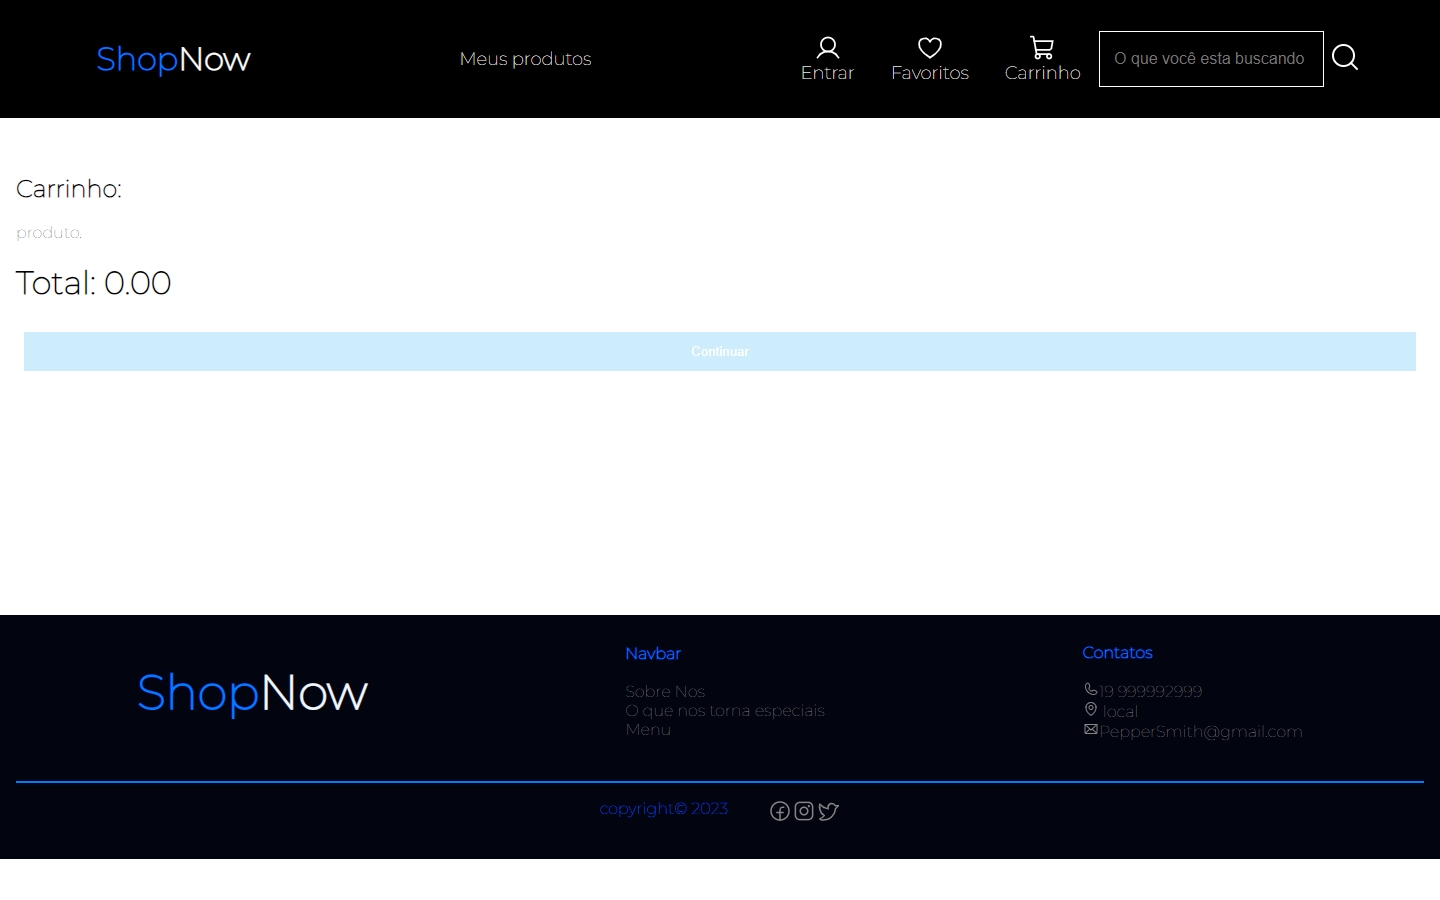 ShopNow
Meus produtos
Entrar
Favoritos
Carrinho
O que você esta buscando
Carrinho:
produto.
Total: 0.00
Continuar
ShopNow
Navbar
Sobre Nos
O que nos torna especiais
Menu
Contatos
19 999992999
local
PepperSmith@gmail.com
copyright© 2023